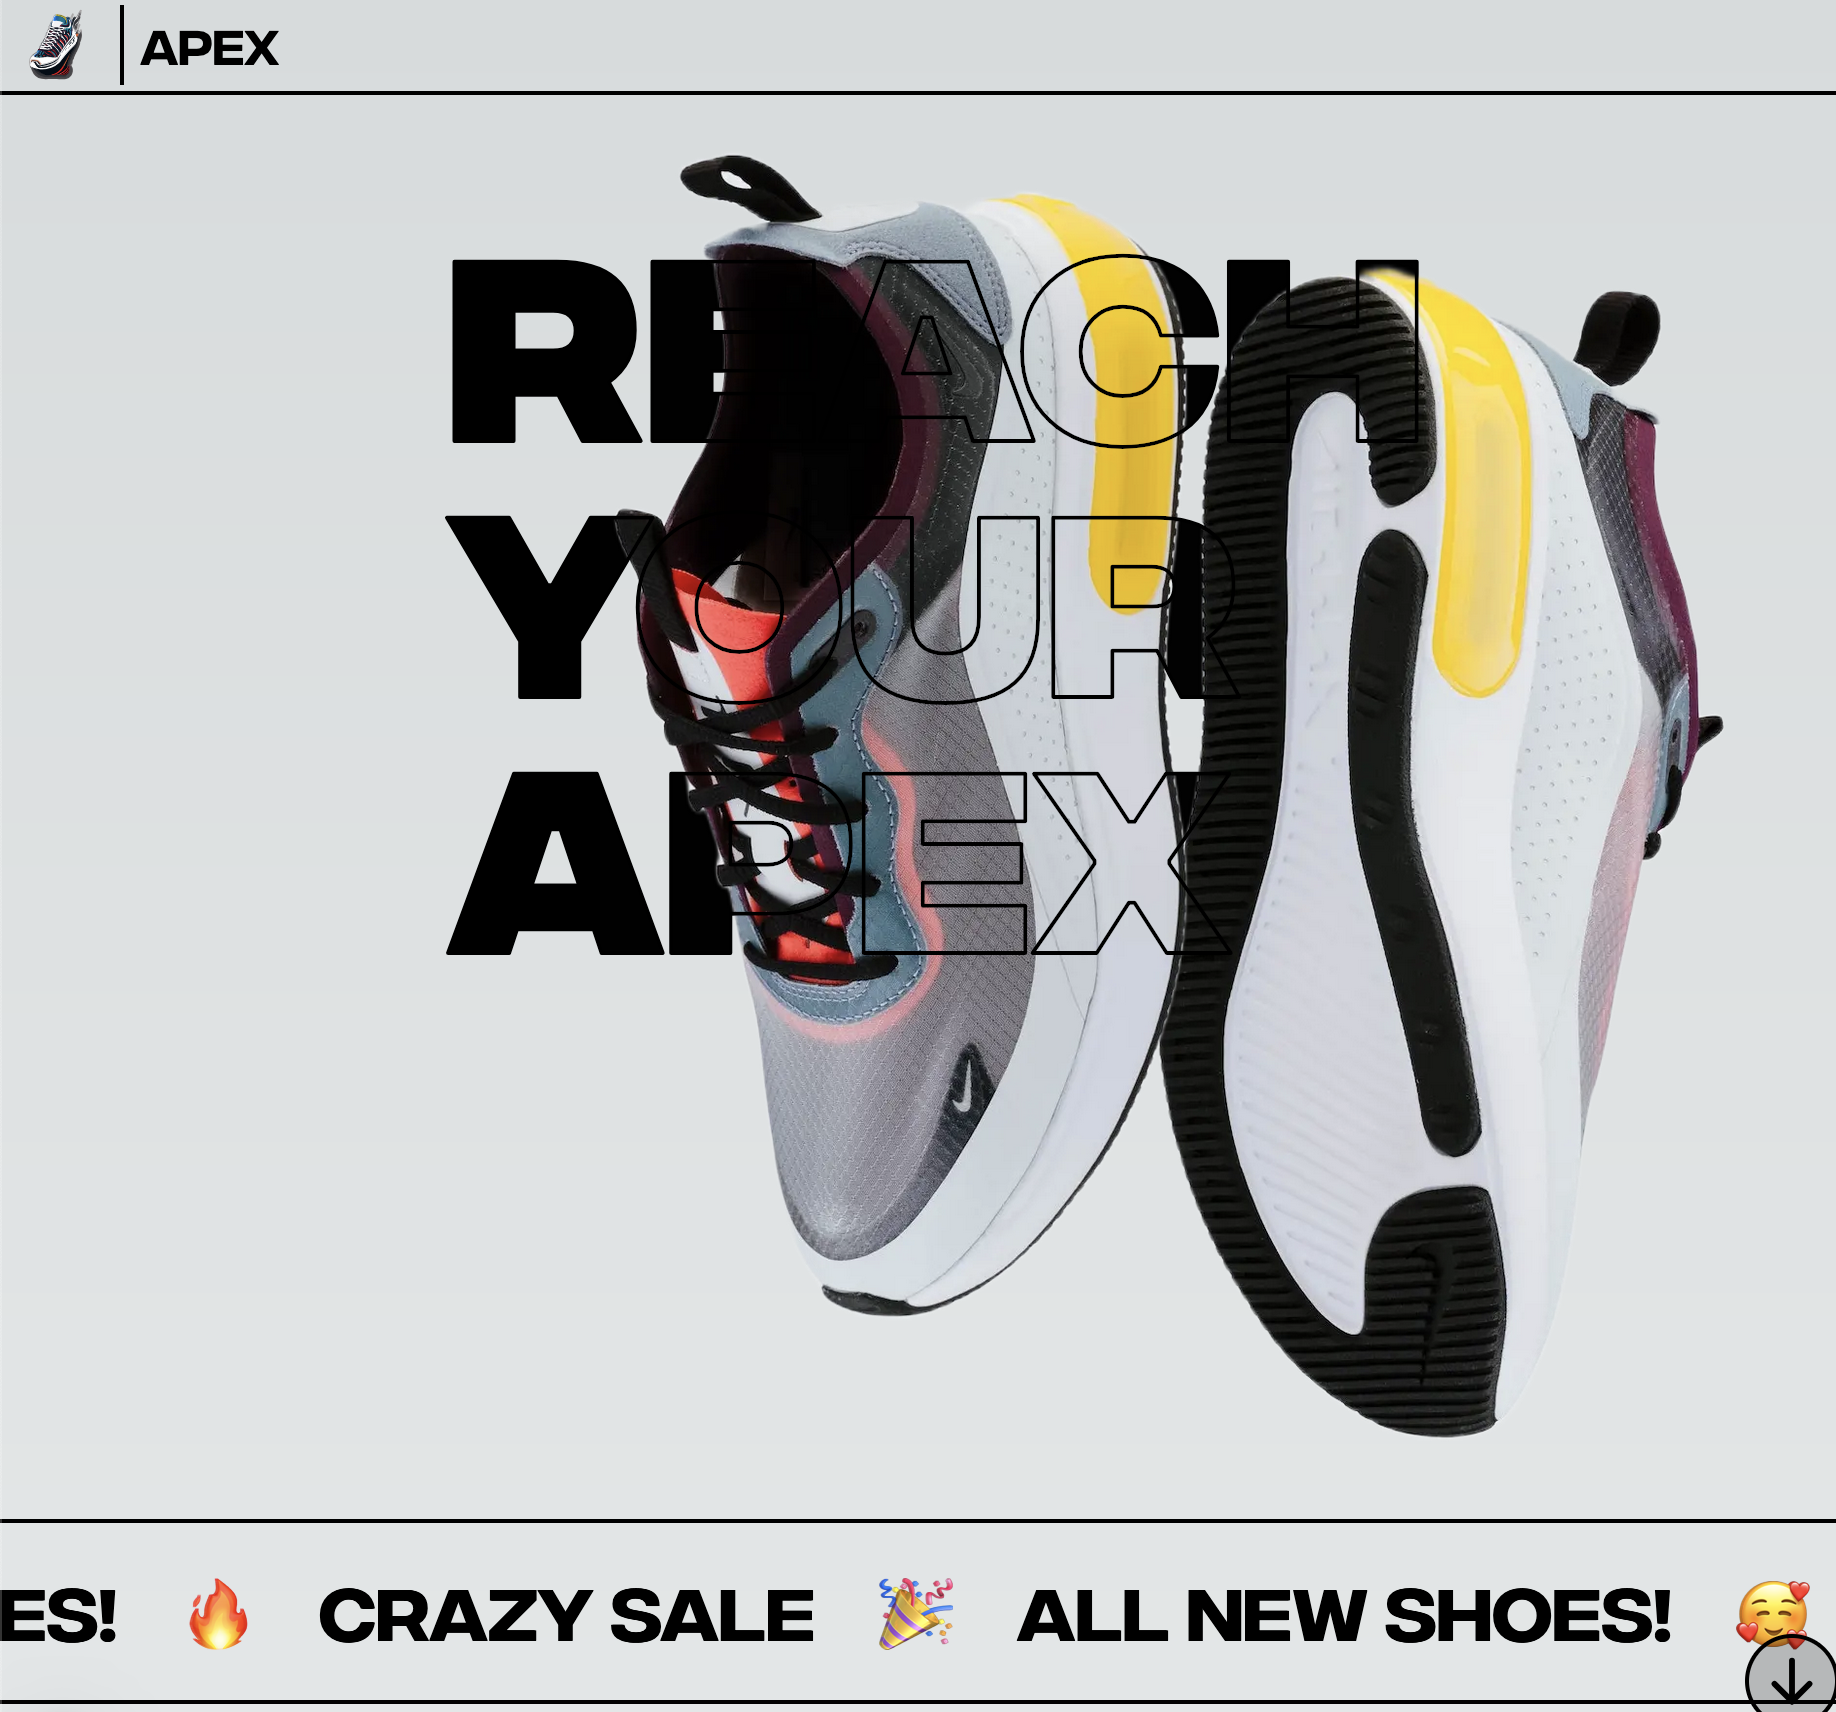 APEX
REACH
YOUR
APEX
ES! 🔥 CRAZY SALE 🎉 ALL NEW SHOES! 🥰